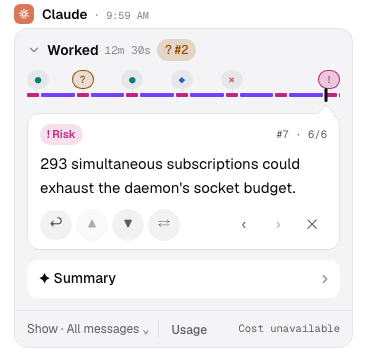 Claude · 9:59 AM
Worked 12m 30s ? #2
?
!
! Risk #7 · 6/6
293 simultaneous subscriptions could
exhaust the daemon's socket budget.
Summary
Show · All messages Usage Cost unavailable